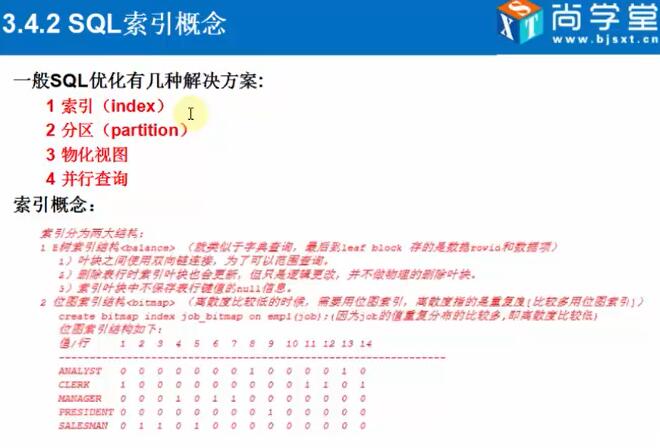 3.4.2 SQL索引概念
尚学堂
www.bjsxt.com
一般SQL优化有几种解决方案:
1 索引（index）
2 分区（partition）
3 物化视图
4 并行查询
索引概念：
索引分为两大结构：
1 B树索引结构<balance> （就类似于字典查询，最后到leaf block 存的是数据rowid和数据项）
1）叶块之间使用双向链连接，为了可以范围查询。
2）删除表行时索引叶块也会更新，但只是逻辑更改，并不做物理的删除叶块。
3）索引叶块中不保存表行键值的null信息。
2 位图索引结构<bitmap> （离散度比较低的时候，需要用位图索引，离散度指的是重复度[比较多用位图索引]）
create bitmap index job_bitmap on emp1(job);(因为job的值重复分布的比较多,即离散度比较低)
位图索引结构如下：
值/行 1 2 3 4 5 6 7 8 9 10 11 12 13 14
------------------------------------------------------------
ANALYST 0 0 0 0 0 0 0 1 0 0 0 0 1 0
CLERK 1 0 0 0 0 0 0 0 0 0 1 1 0 1
MANAGER 0 0 0 1 0 1 1 0 0 0 0 0 0 0
PRESIDENT 0 0 0 0 0 0 0 0 1 0 0 0 0 0
SALESMAN 0 1 1 0 1 0 0 0 0 0 0 0 0 0